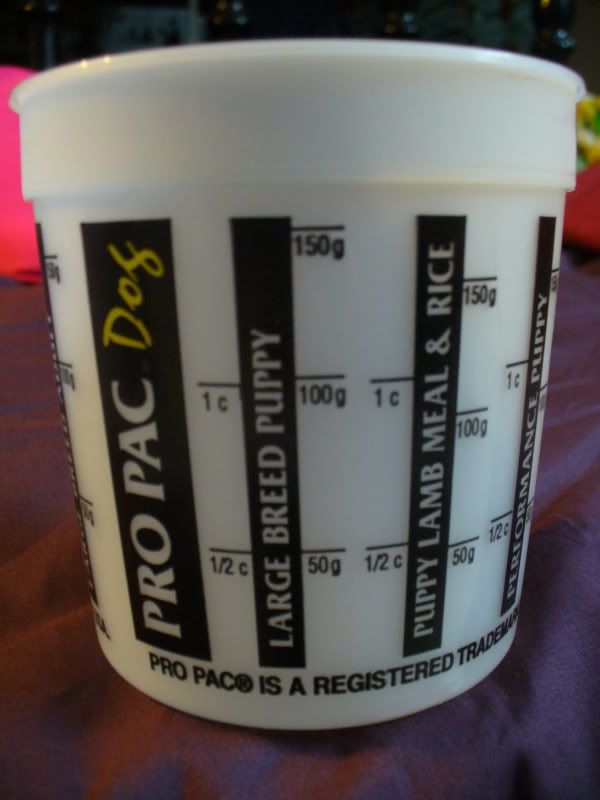 PRO PAC Dog
1 c
1/2 c
LARGE BREED PUPPY
150g
100g
50g
1 c
1/2 c
PUPPY LAMB MEAL & RICE
150g
100g
50g
1 c
1/2 c
PERFORMANCE PUPPY
PRO PAC® IS A REGISTERED TRADEMAR